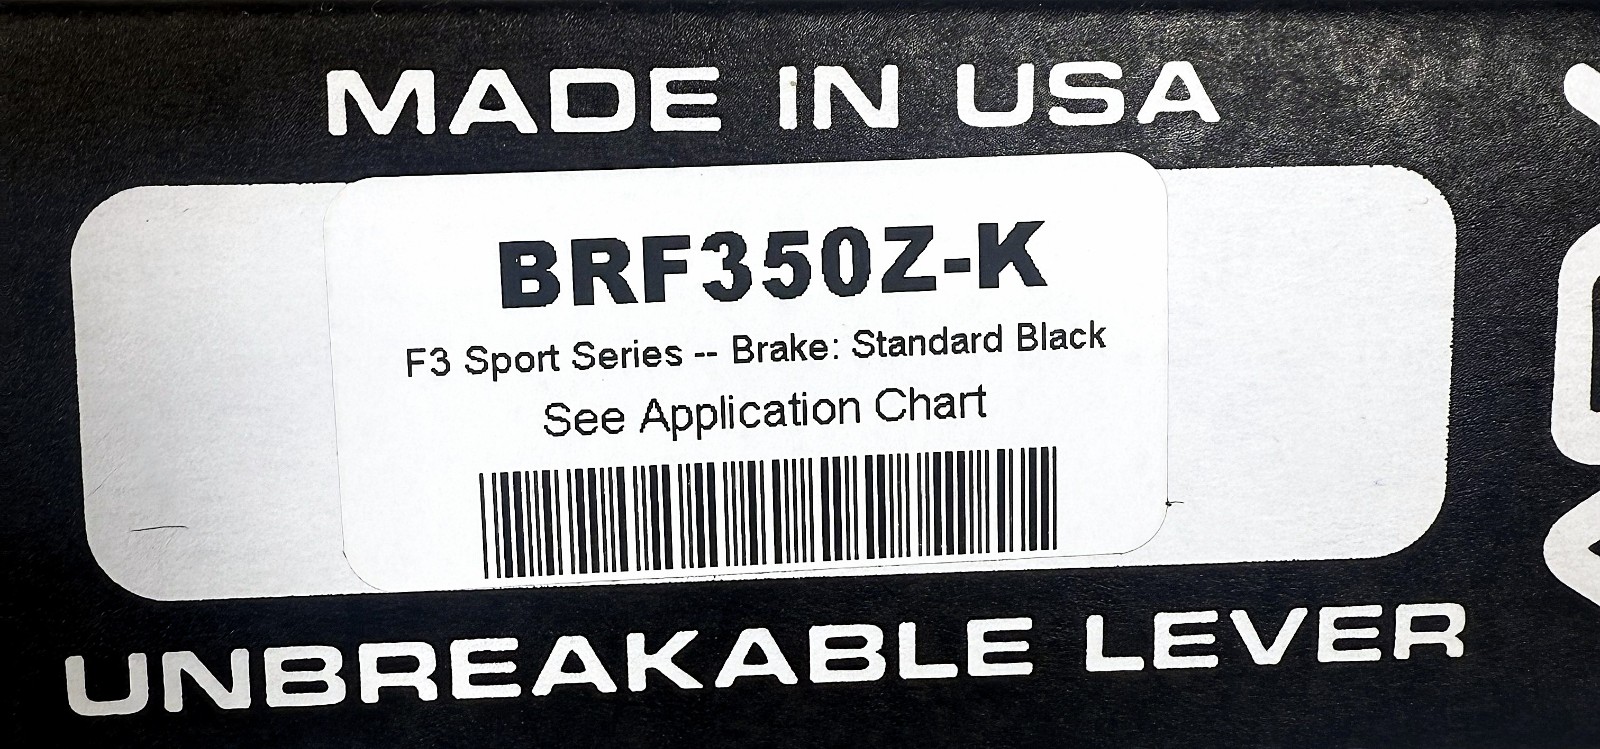 MADE IN USA
BRF350Z-K
F3 Sport Series -- Brake: Standard Black
See Application Chart
UNBREAKABLE LEVER